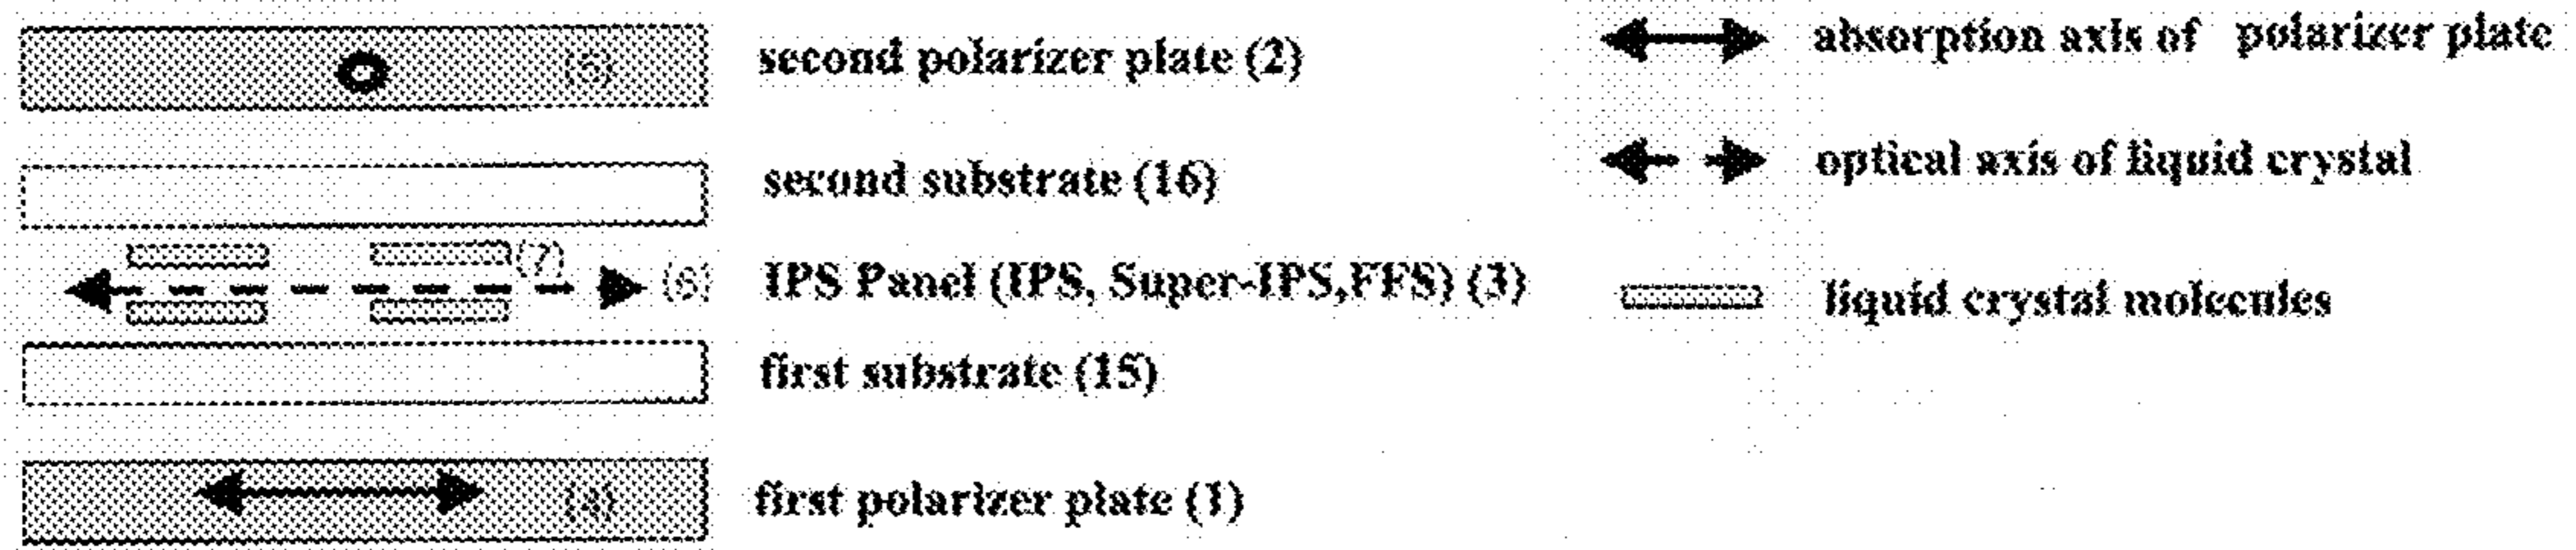 (5)
second polarizer plate (2)
second substrate (16)
(7)
(6)
IPS Panel (IPS, Super-IPS,FFS) (3)
first substrate (15)
(4)
first polarizer plate (1)
absorption axis of polarizer plate
optical axis of liquid crystal
liquid crystal molecules